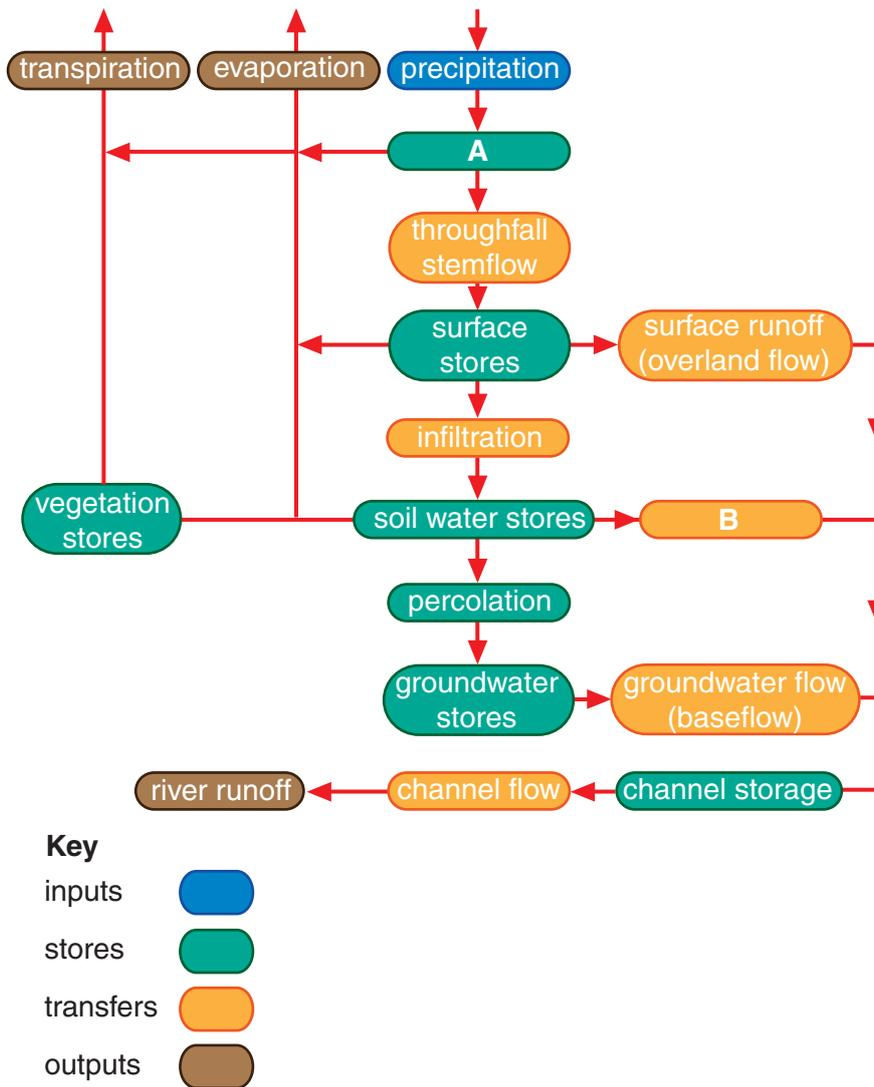 transpiration
evaporation
precipitation
A
throughfall
stemflow
surface
stores
surface runoff
(overland flow)
infiltration
vegetation
stores
soil water stores
B
percolation
groundwater
stores
groundwater flow
(baseflow)
river runoff
channel flow
channel storage
Key
inputs
stores
transfers
outputs